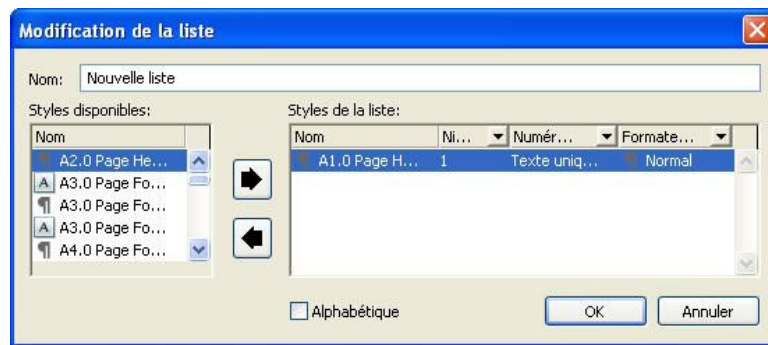 Modification de la liste
Nom: Nouvelle liste
Styles disponibles:
Nom
A2.0 Page He...
A A3.0 Page Fo...
¶ A3.0 Page Fo...
A A3.0 Page Fo...
¶ A4.0 Page Fo...
Styles de la liste:
Nom Ni... Numér... Formate...
¶ A1.0 Page H... 1 Texte uniq... ¶ Normal
Alphabétique
OK Annuler